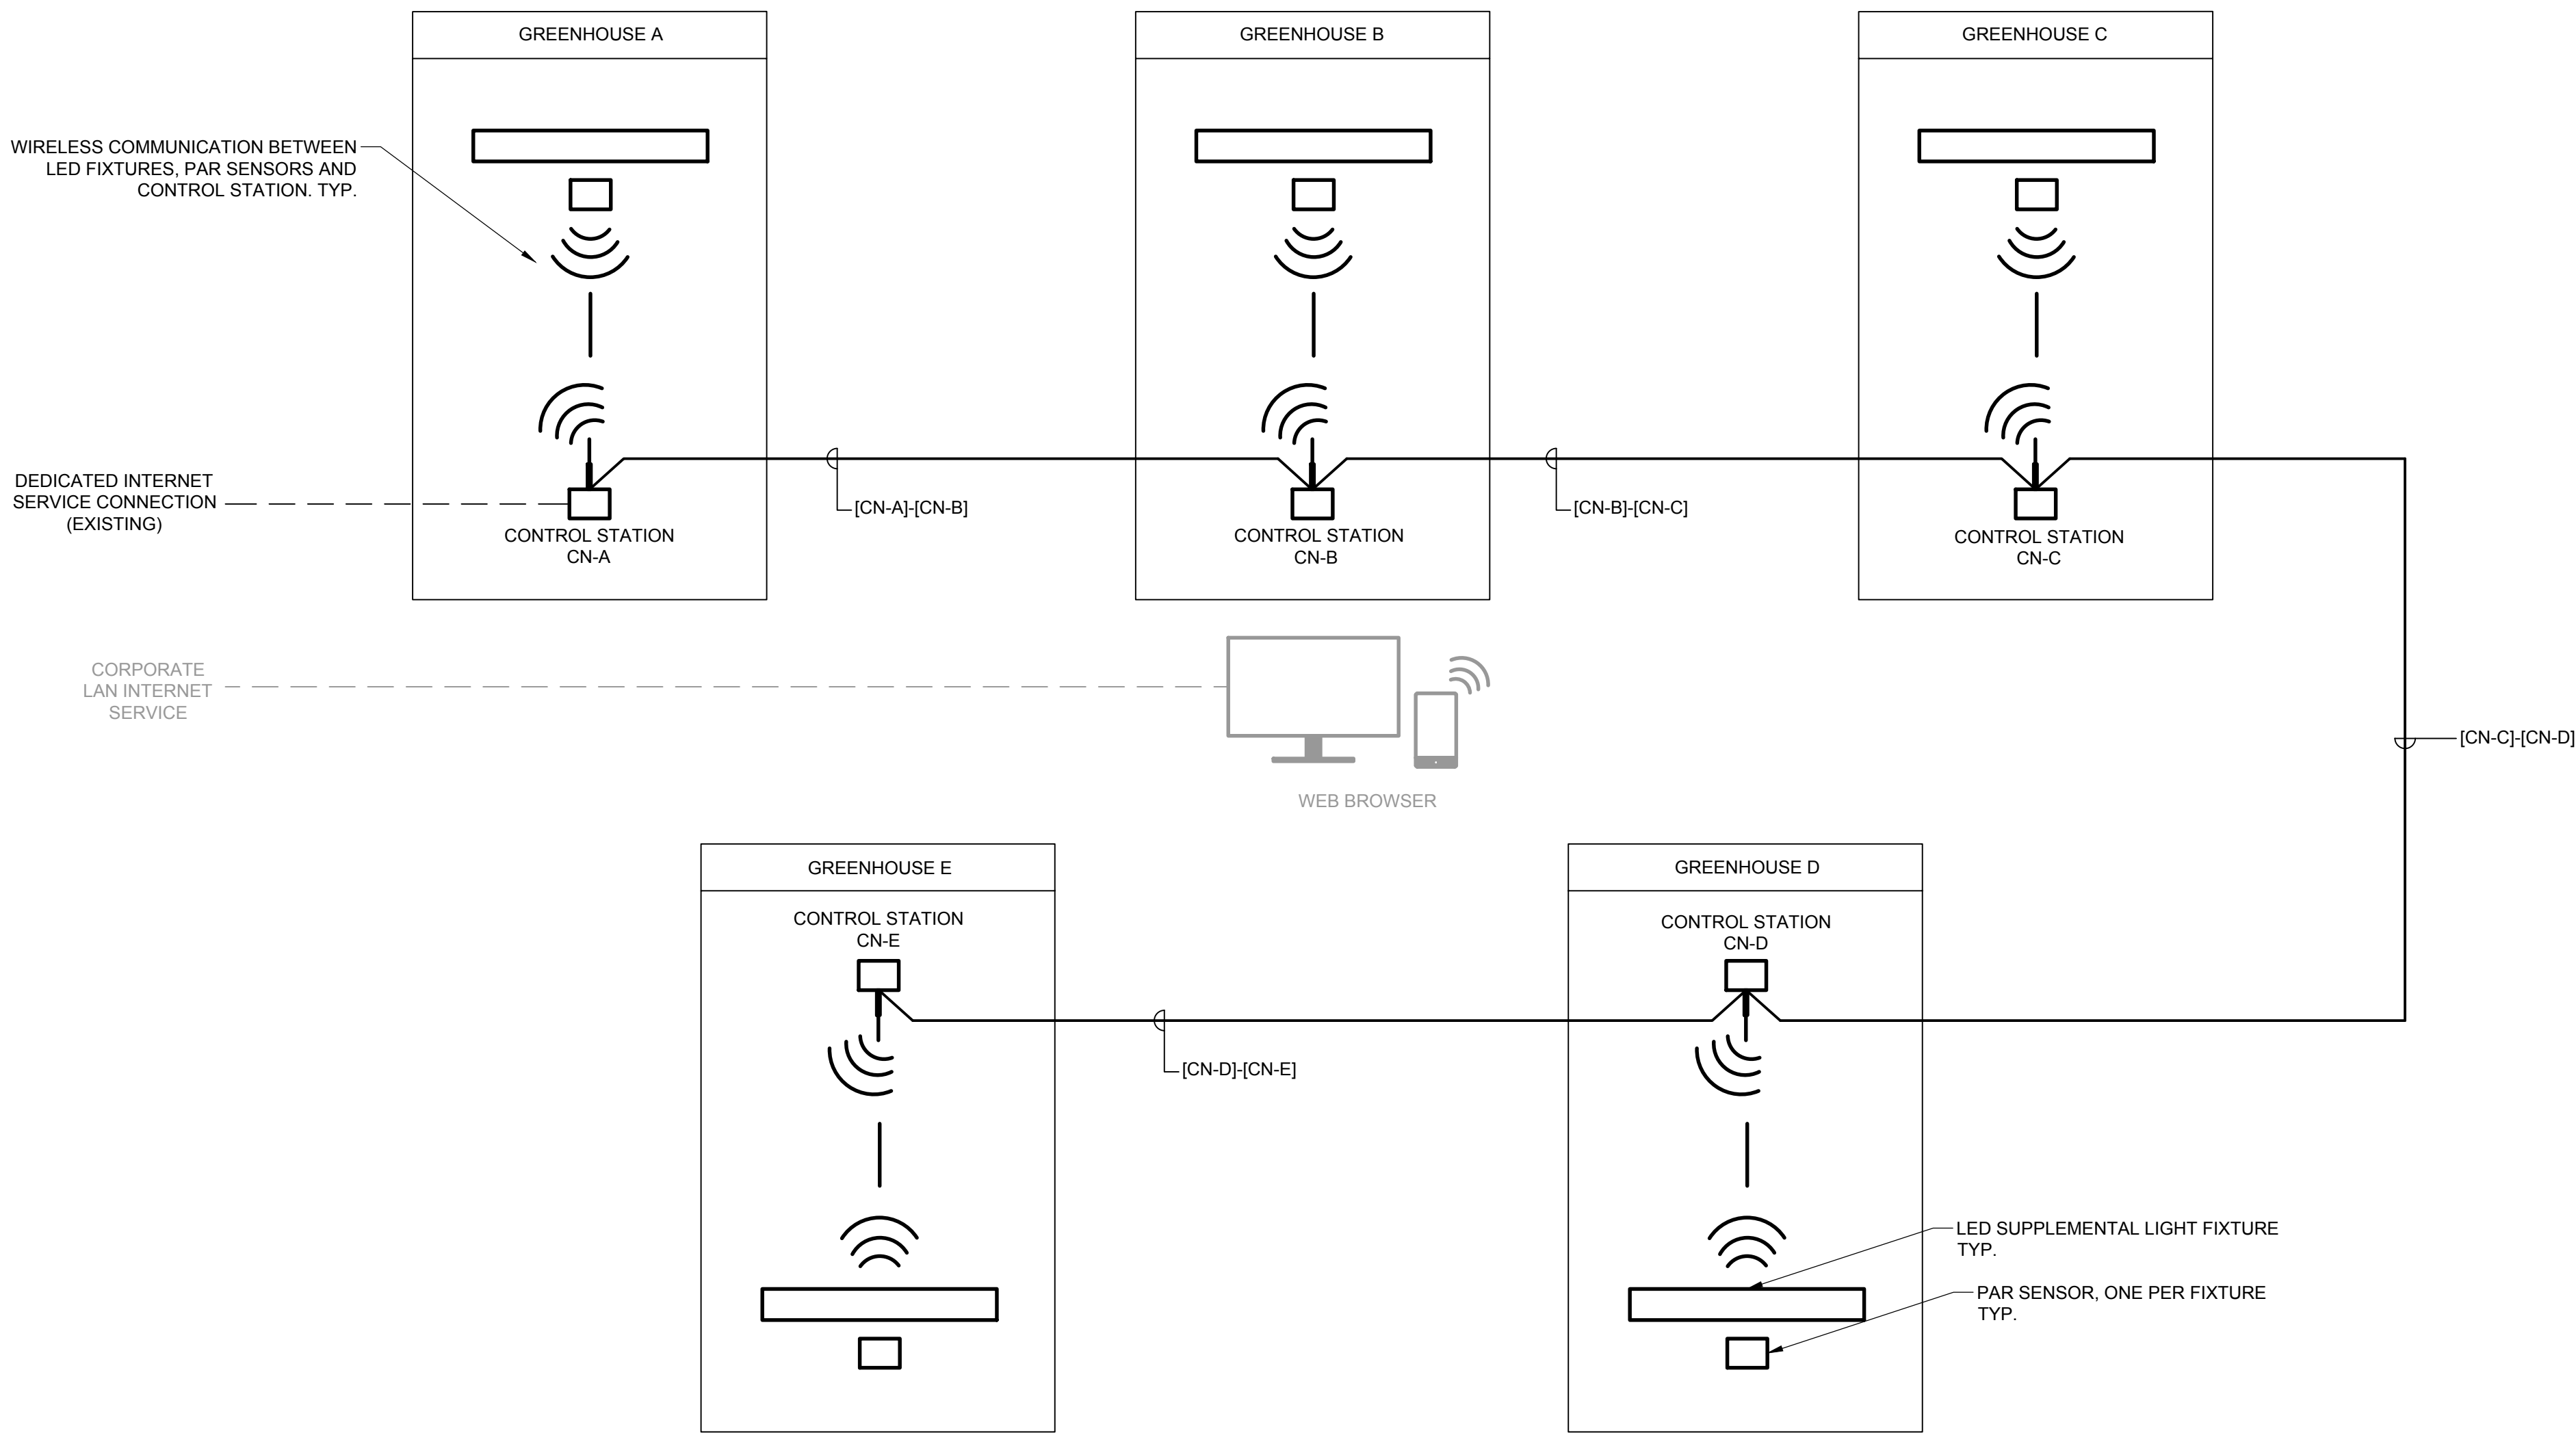 GREENHOUSE A
GREENHOUSE B
GREENHOUSE C
WIRELESS COMMUNICATION BETWEEN
LED FIXTURES, PAR SENSORS AND
CONTROL STATION. TYP.
DEDICATED INTERNET
SERVICE CONNECTION
(EXISTING)
CONTROL STATION
CN-A
[CN-A]-[CN-B]
CONTROL STATION
CN-B
[CN-B]-[CN-C]
CONTROL STATION
CN-C
CORPORATE
LAN INTERNET
SERVICE
WEB BROWSER
[CN-C]-[CN-D]
GREENHOUSE E
GREENHOUSE D
CONTROL STATION
CN-E
CONTROL STATION
CN-D
[CN-D]-[CN-E]
LED SUPPLEMENTAL LIGHT FIXTURE
TYP.
PAR SENSOR, ONE PER FIXTURE
TYP.